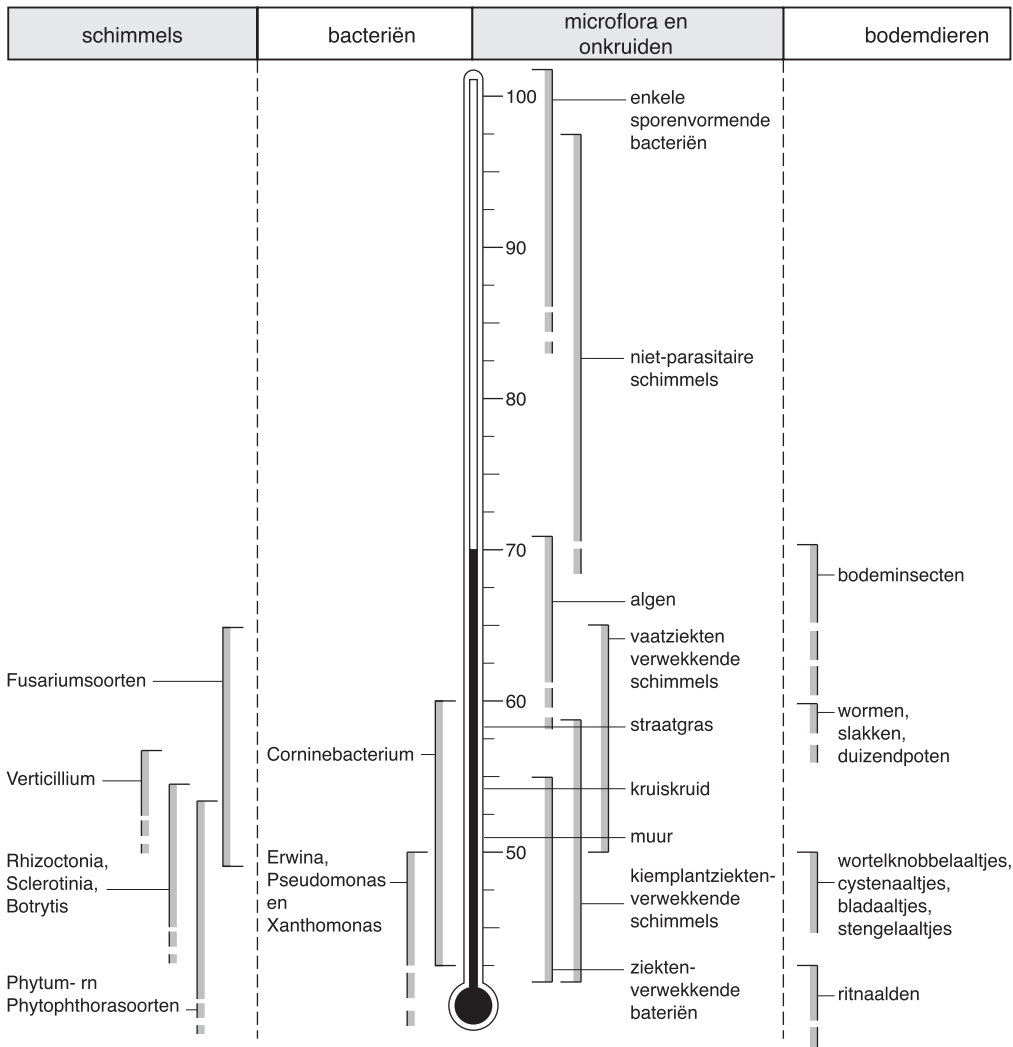 schimmels
bacteriën
microflora en
onkruiden
bodemdieren
Fusariumsoorten
Verticillium
Rhizoctonia,
Sclerotinia,
Botrytis
Phytum- rn
Phytophthorasoorten
Corninebacterium
Erwina,
Pseudomonas
en
Xanthomonas
100
90
80
70
60
50
enkele
sporenvormende
bacteriën
niet-parasitaire
schimmels
algen
vaatziekten
verwekkende
schimmels
straatgras
kruiskruid
muur
kiemplantziekten-
verwekkende
schimmels
ziekten-
verwekkende
bateriën
bodeminsecten
wormen,
slakken,
duizendpoten
wortelknobbelaaltjes,
cystenaaltjes,
bladaaltjes,
stengelaaltjes
ritnaalden